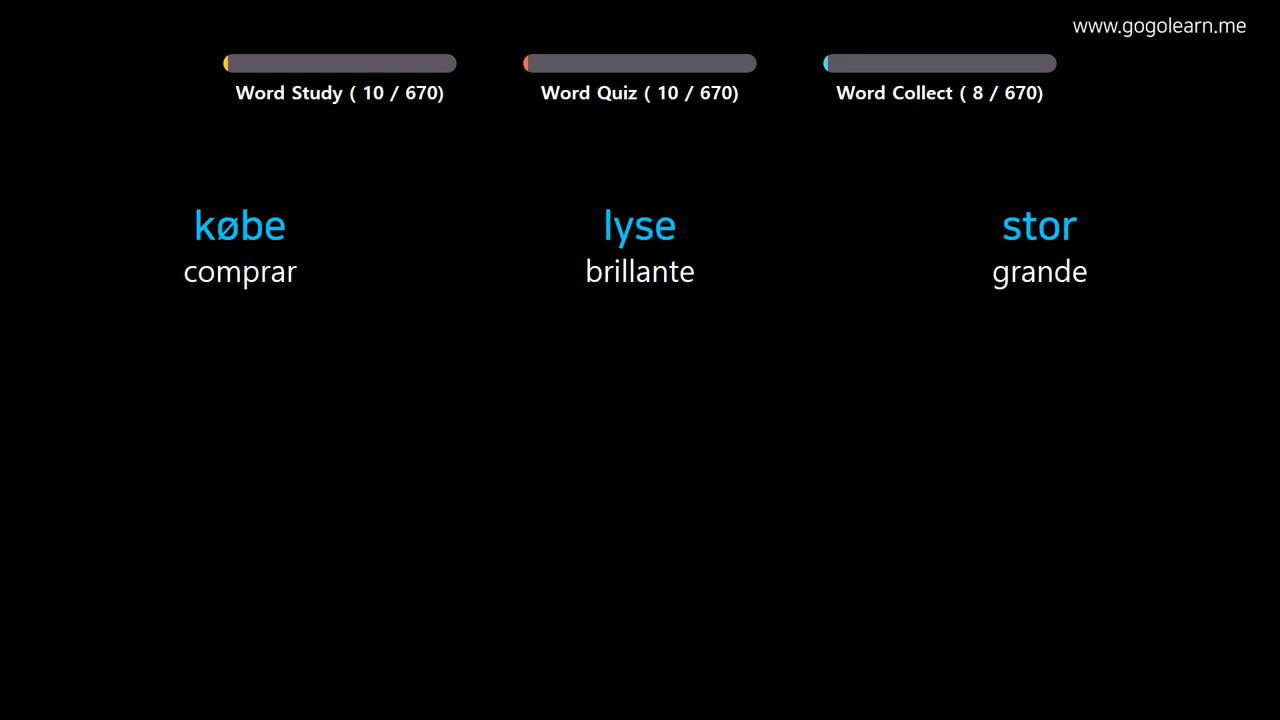 www.gogolearn.me
Word Study ( 10 / 670)
Word Quiz ( 10 / 670)
Word Collect ( 8 / 670)
købe
comprar
lyse
brillante
stor
grande